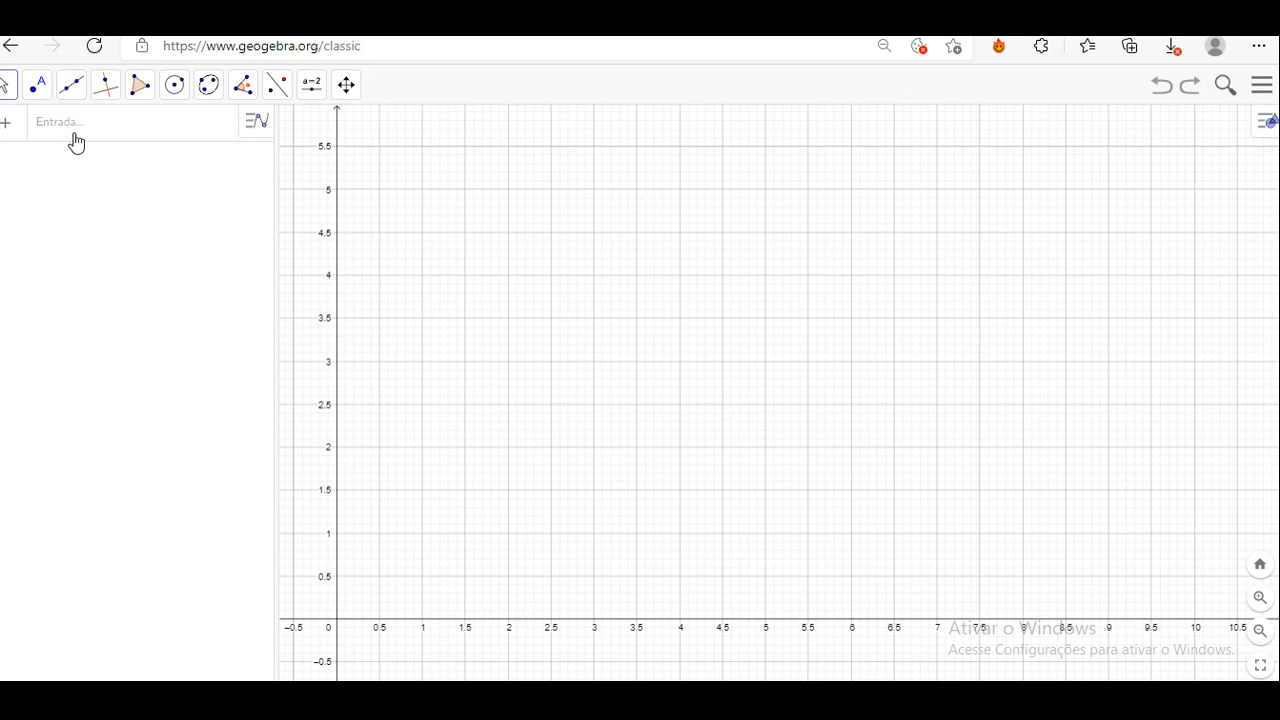 https://www.geogebra.org/classic
A
a=2
Entrada...
5.5
5
4.5
4
3.5
3
2.5
2
1.5
1
0.5
−0.5 0 0.5 1 1.5 2 2.5 3 3.5 4 4.5 5 5.5 6 6.5 7 7.5 8 8.5 9 9.5 10 10.5
−0.5
Ativar o Windows
Acesse Configurações para ativar o Windows.